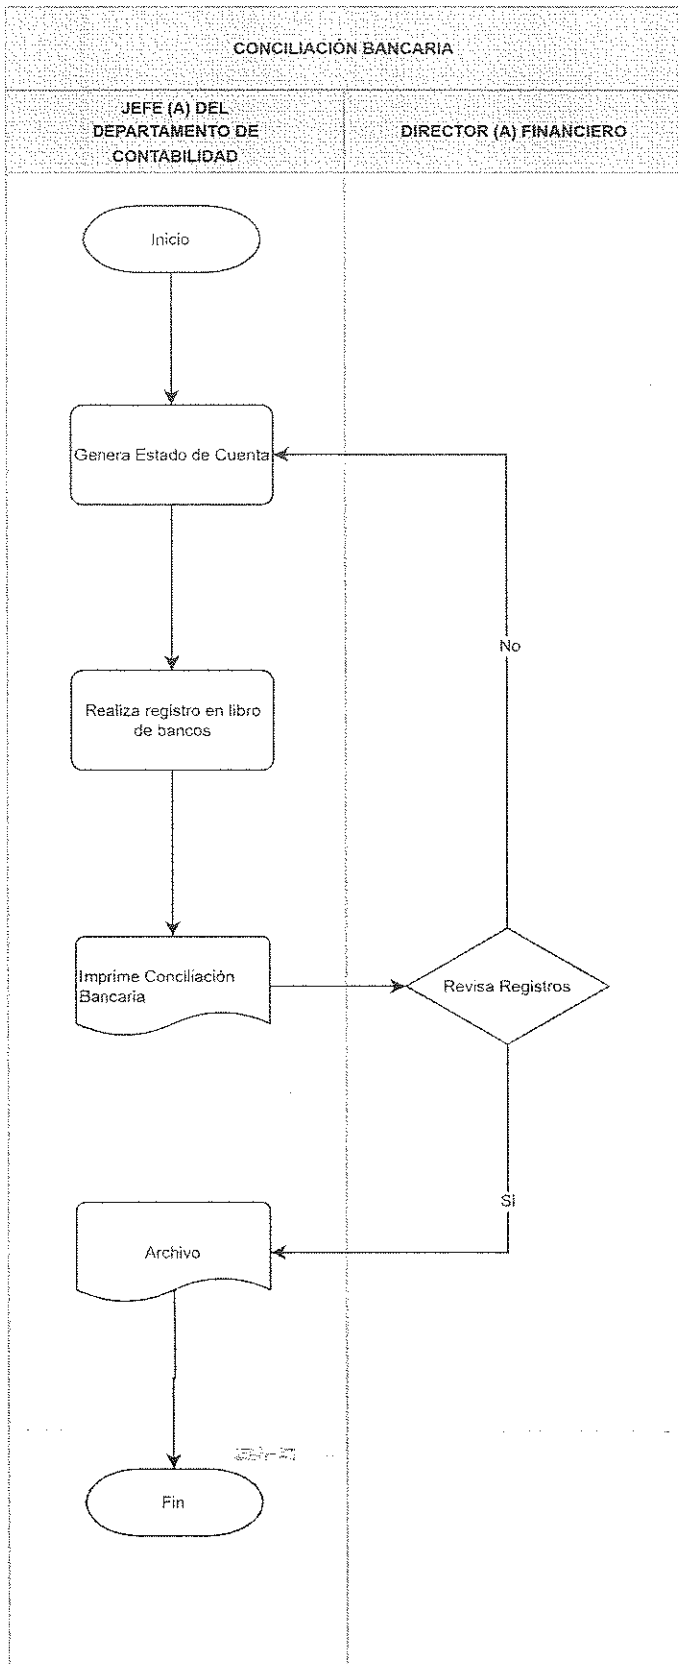 CONCILIACIÓN BANCARIA
JEFE (A) DEL
DEPARTAMENTO DE
CONTABILIDAD
DIRECTOR (A) FINANCIERO
Inicio
Genera Estado de Cuenta
No
Realiza registro en libro
de bancos
Imprime Conciliación
Bancaria
Revisa Registros
Si
Archivo
Fin